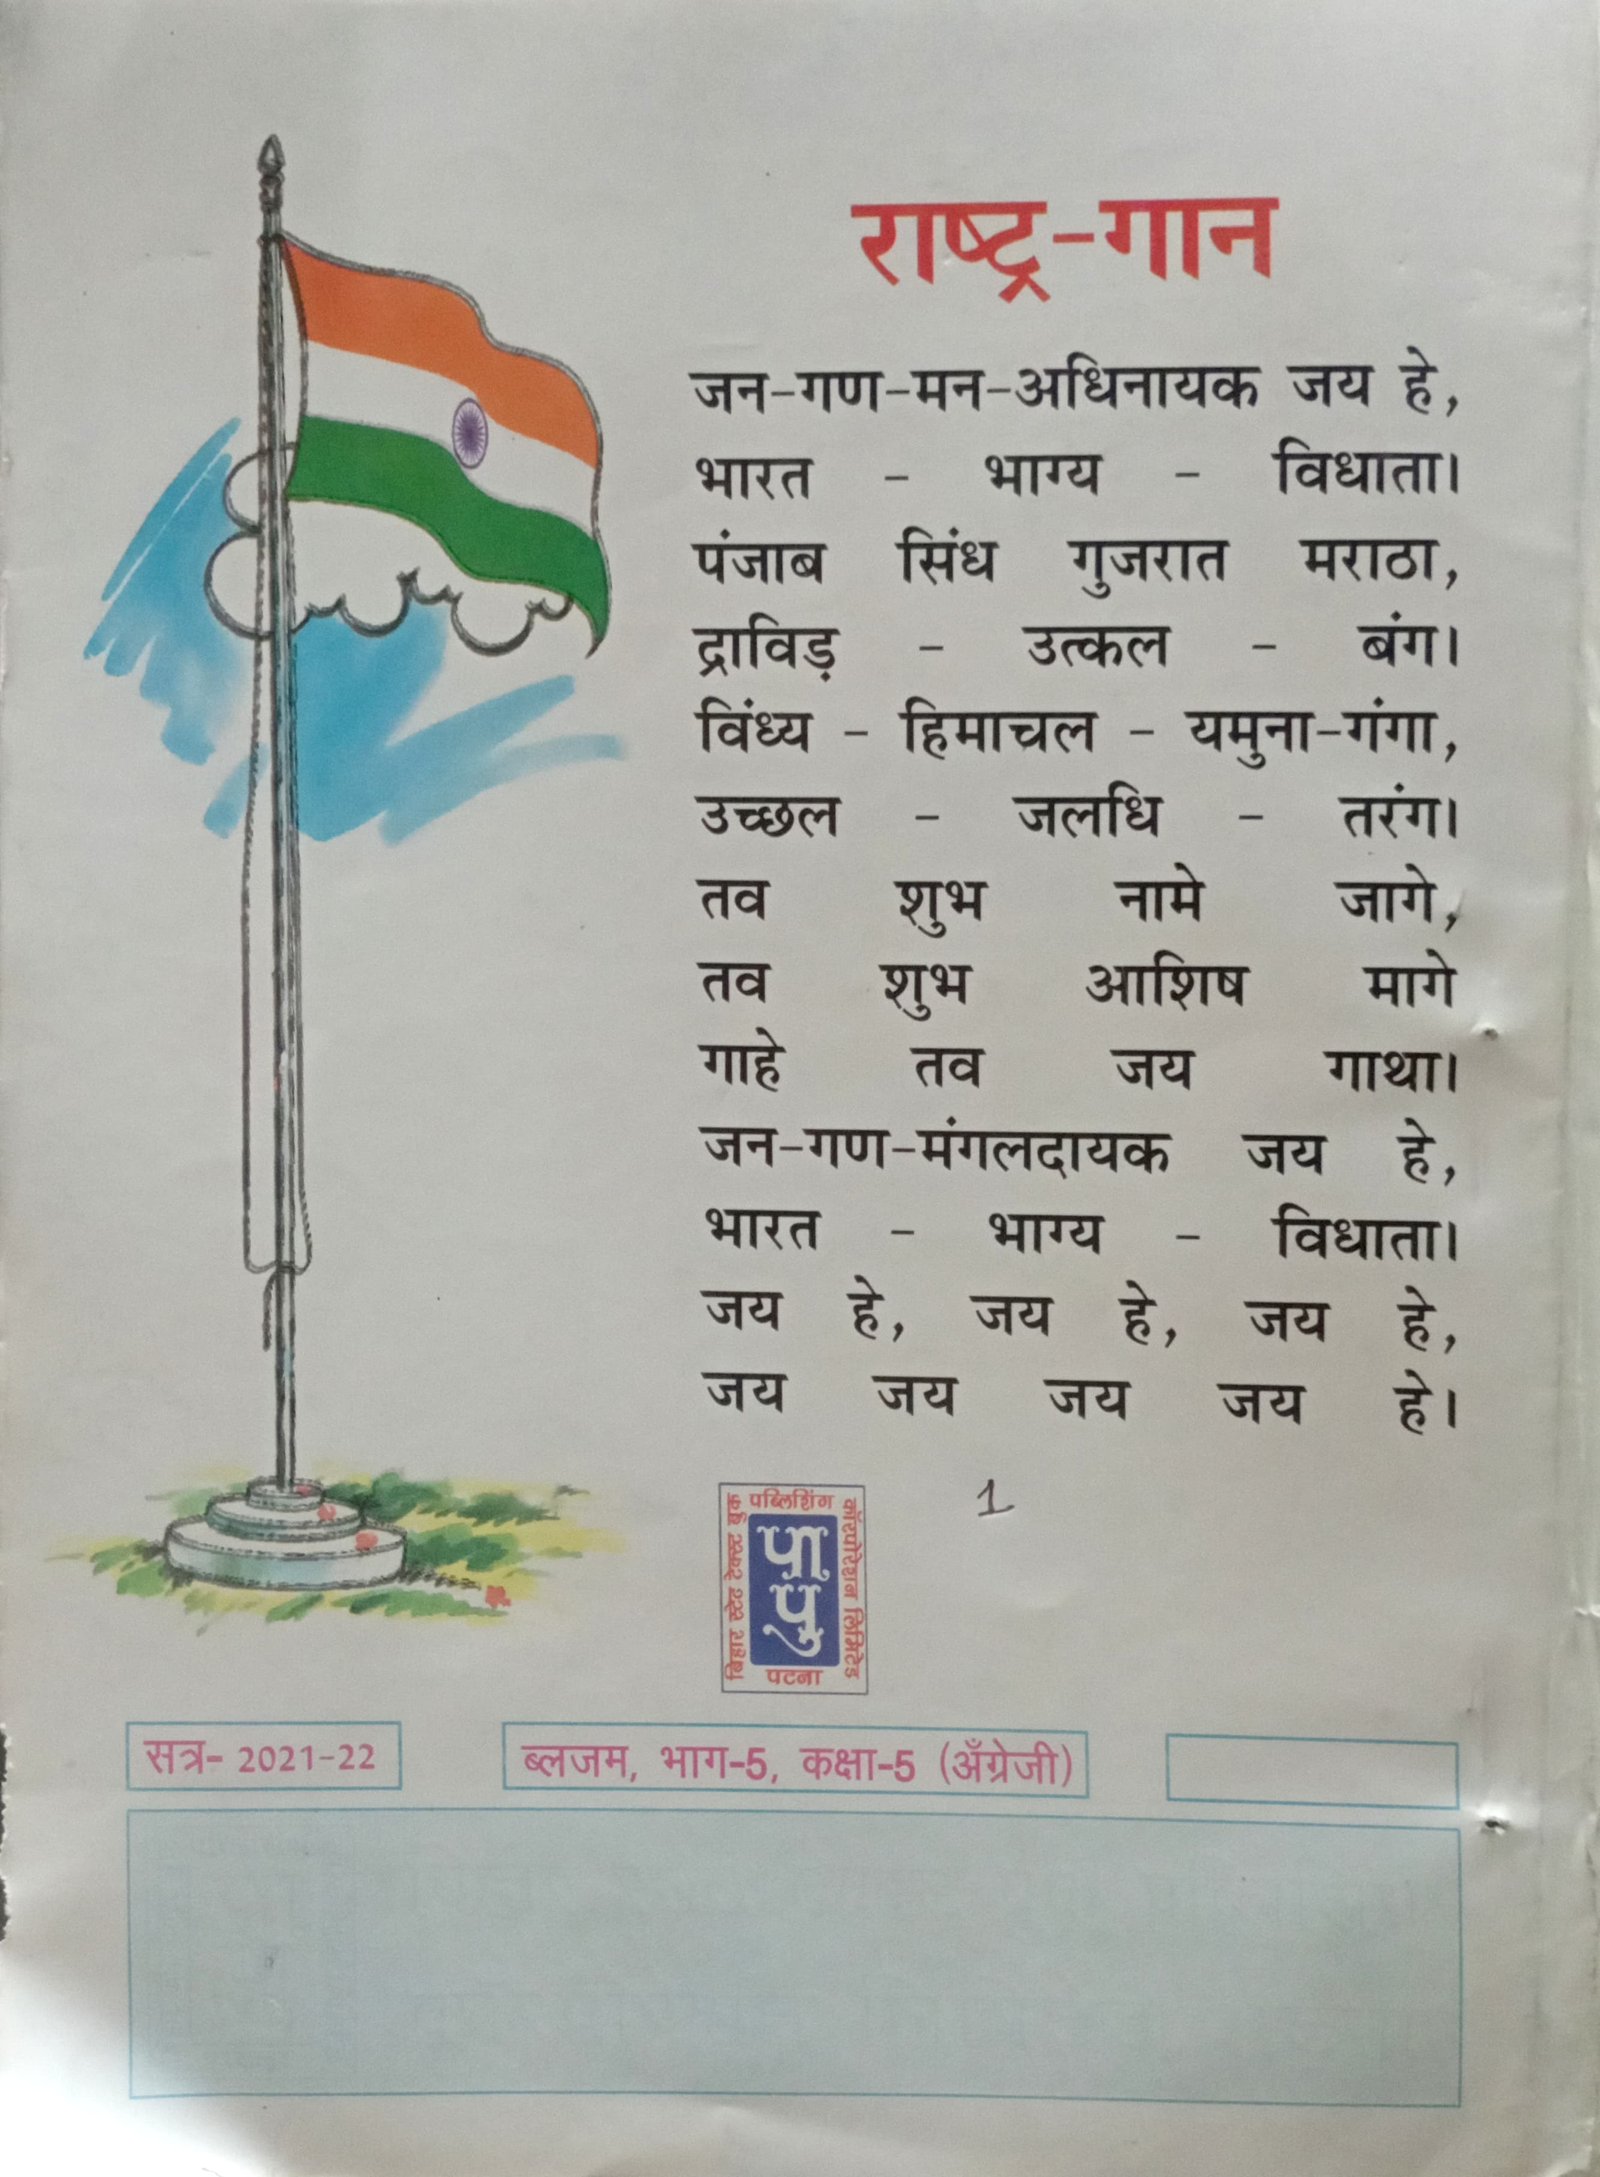 राष्ट्र-गान
जन-गण-मन-अधिनायक जय हे,
भारत - भाग्य - विधाता।
पंजाब सिंध गुजरात मराठा,
द्राविड़ - उत्कल - बंग।
विंध्य - हिमाचल - यमुना-गंगा,
उच्छल - जलधि - तरंग।
तव शुभ नामे जागे,
तव शुभ आशिष मागे
गाहे तव जय गाथा।
जन-गण-मंगलदायक जय हे,
भारत - भाग्य - विधाता।
जय हे, जय हे, जय हे,
जय जय जय जय हे।
1
बिहार स्टेट टेक्स्ट बुक
पब्लिशिंग
कॉरपोरेशन लिमिटेड
पा
पु
पटना
सत्र- 2021-22
ब्लजम, भाग-5, कक्षा-5 (अँग्रेजी)